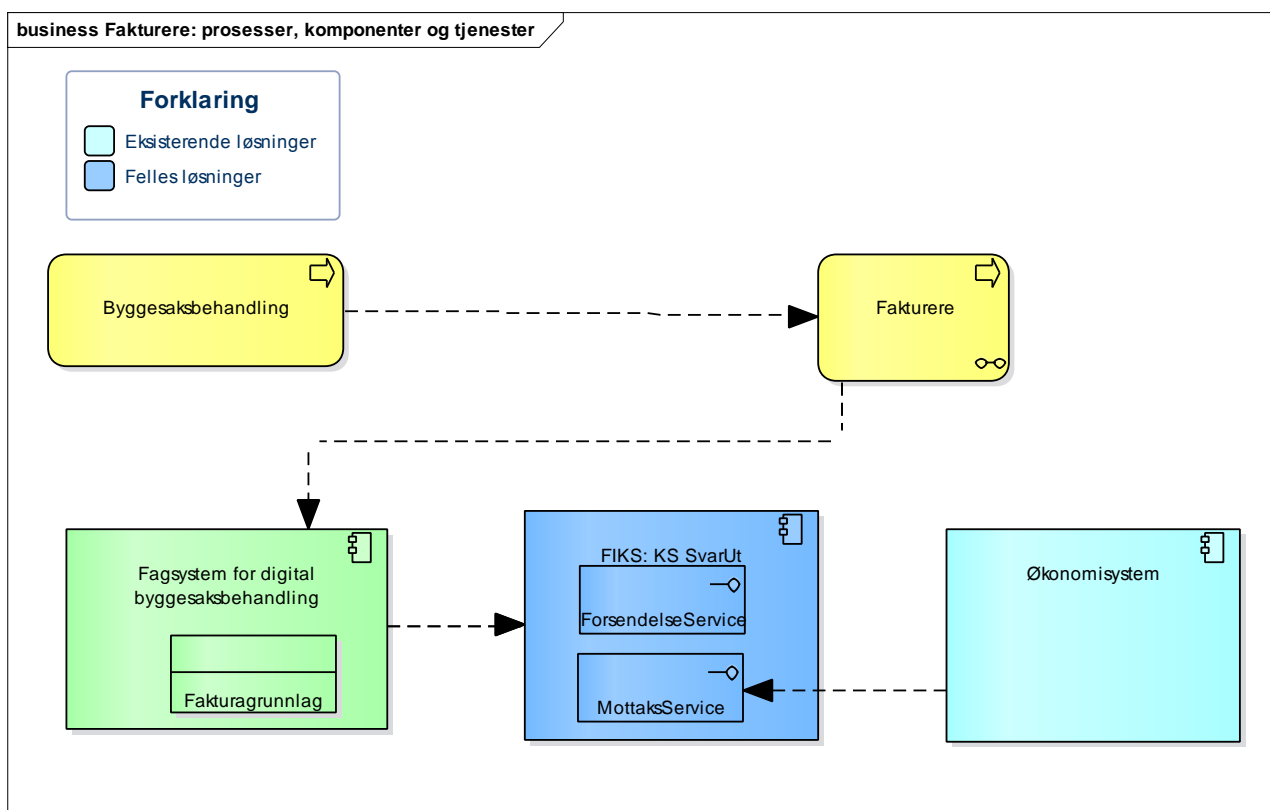 business Fakturere: prosesser, komponenter og tjenester
Forklaring
Eksisterende løsninger
Felles løsninger
Byggesaksbehandling
Fakturere
Fagsystem for digital
byggesaksbehandling
Fakturagrunnlag
FIKS: KS SvarUt
ForsendelseService
MottaksService
Økonomisystem